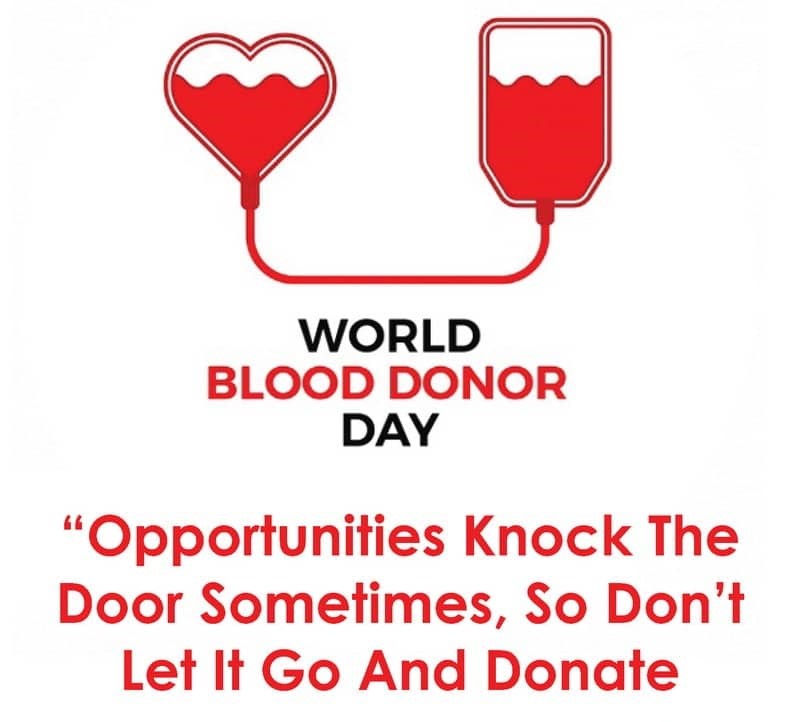 WORLD
BLOOD DONOR
DAY
“Opportunities Knock The
Door Sometimes, So Don’t
Let It Go And Donate